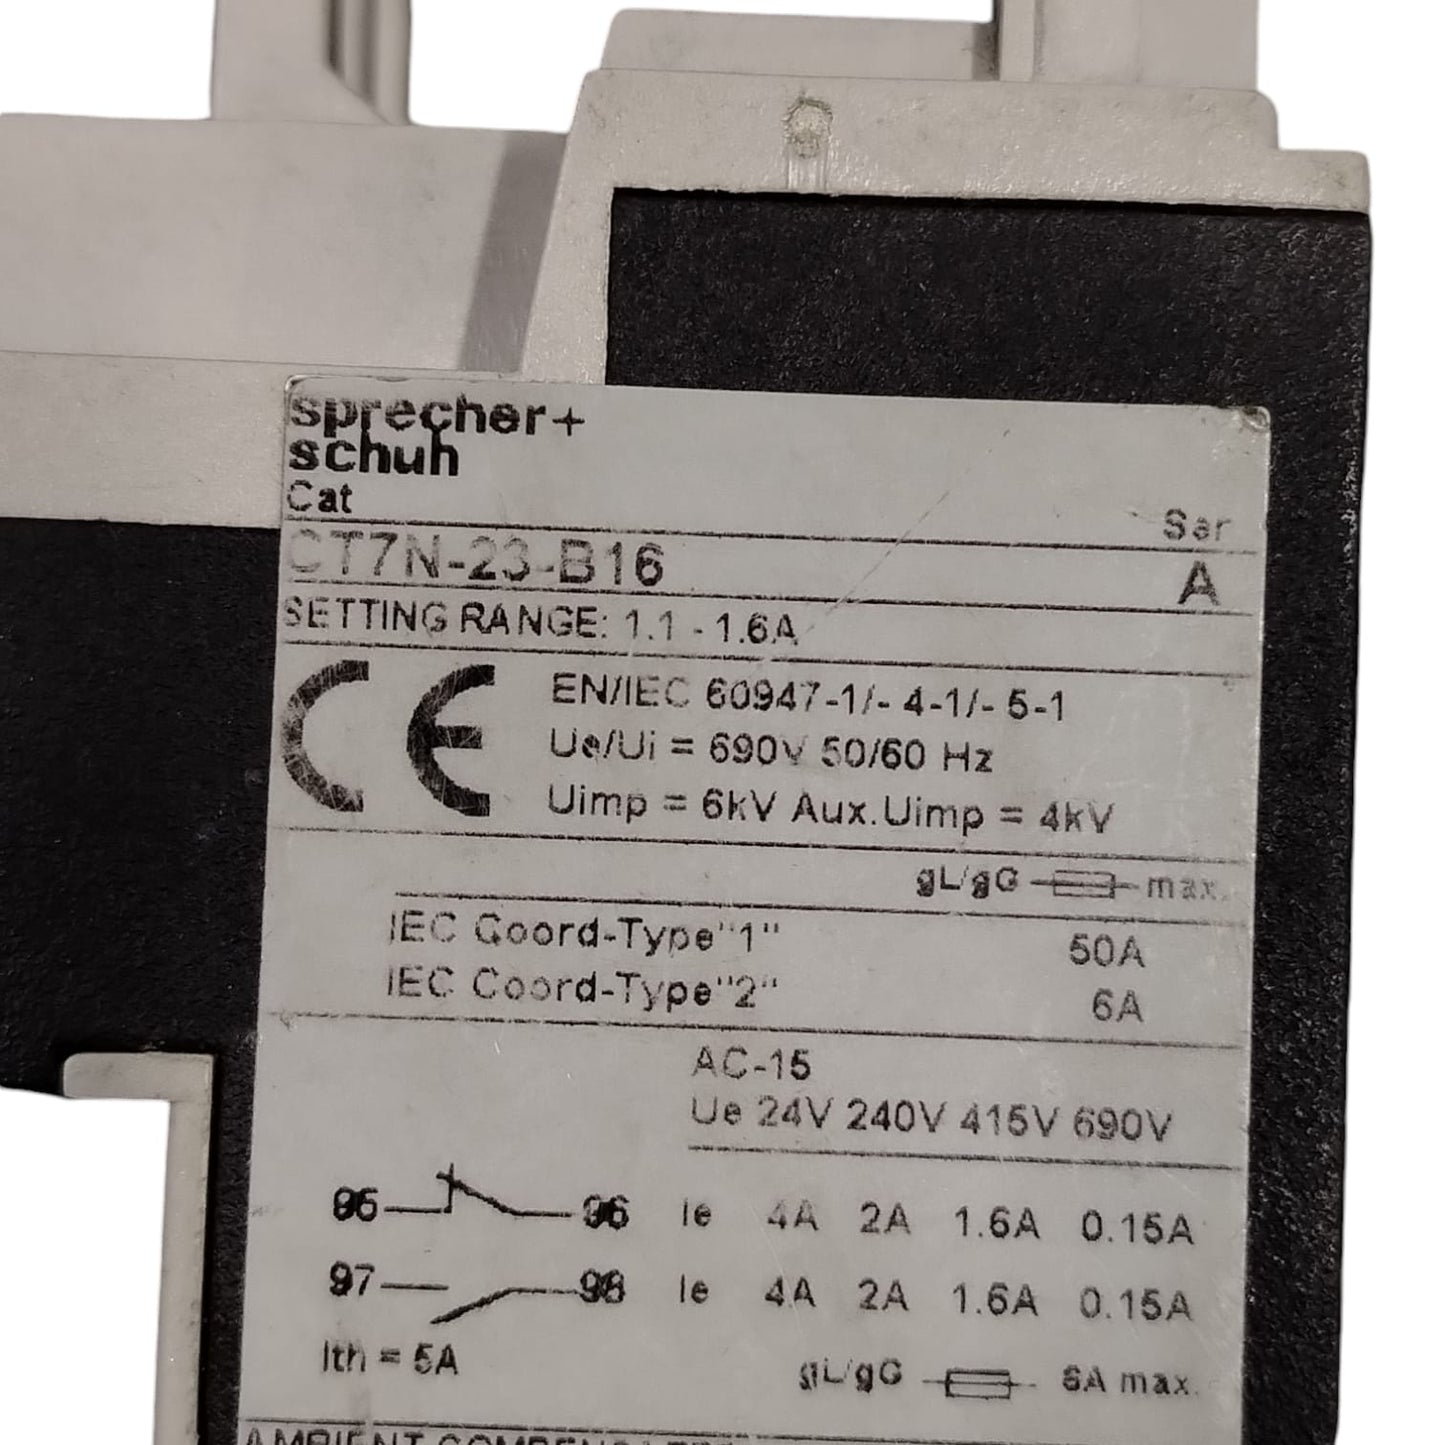 sprecher+
schuh
Cat Ser
CT7N-23-B16 A
SETTING RANGE: 1.1 - 1.6A
CE
EN/IEC 60947-1/- 4-1/- 5-1
Ue/Ui = 690V 50/60 Hz
Uimp = 6kV Aux.Uimp = 4kV
gL/gG max.
IEC Coord-Type"1" 50A
IEC Coord-Type"2" 6A
AC-15
Ue 24V 240V 415V 690V
95 96 Ie 4A 2A 1.6A 0.15A
97 98 Ie 4A 2A 1.6A 0.15A
Ith = 5A gL/gG 6A max.
AMBIENT